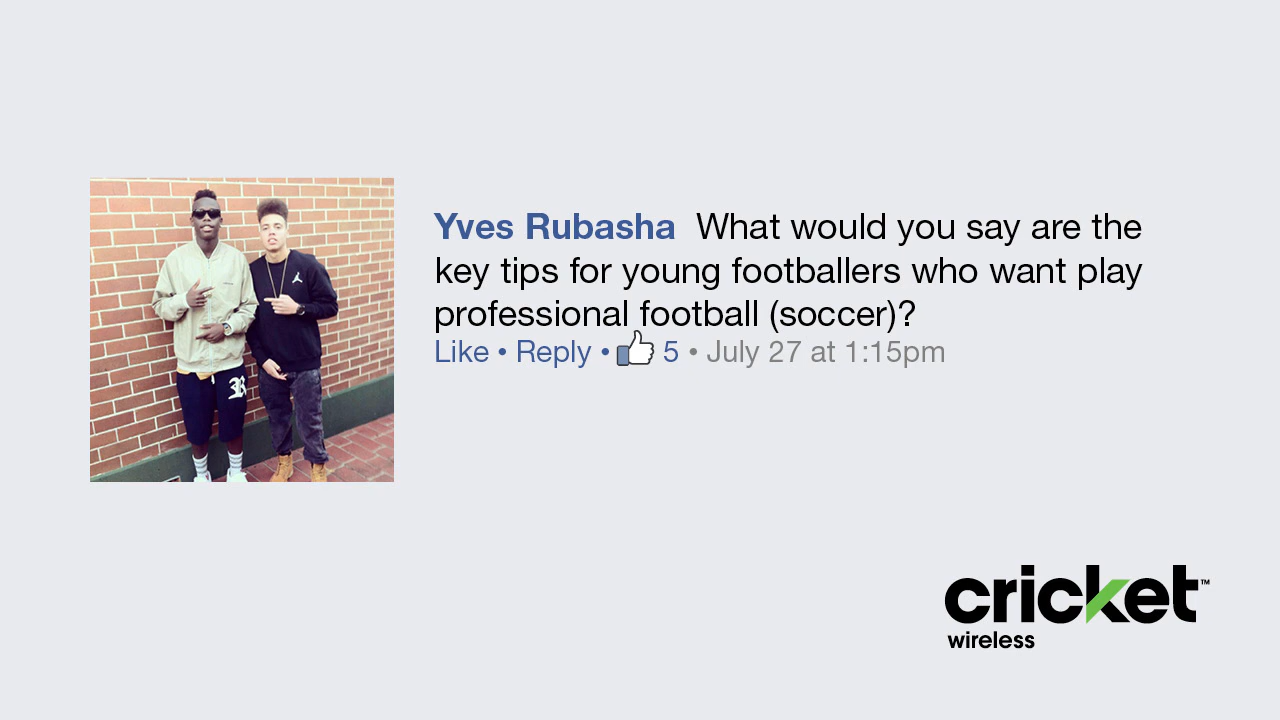 Yves Rubasha What would you say are the
key tips for young footballers who want play
professional football (soccer)?
Like • Reply • 5 • July 27 at 1:15pm
R
cricket™
wireless